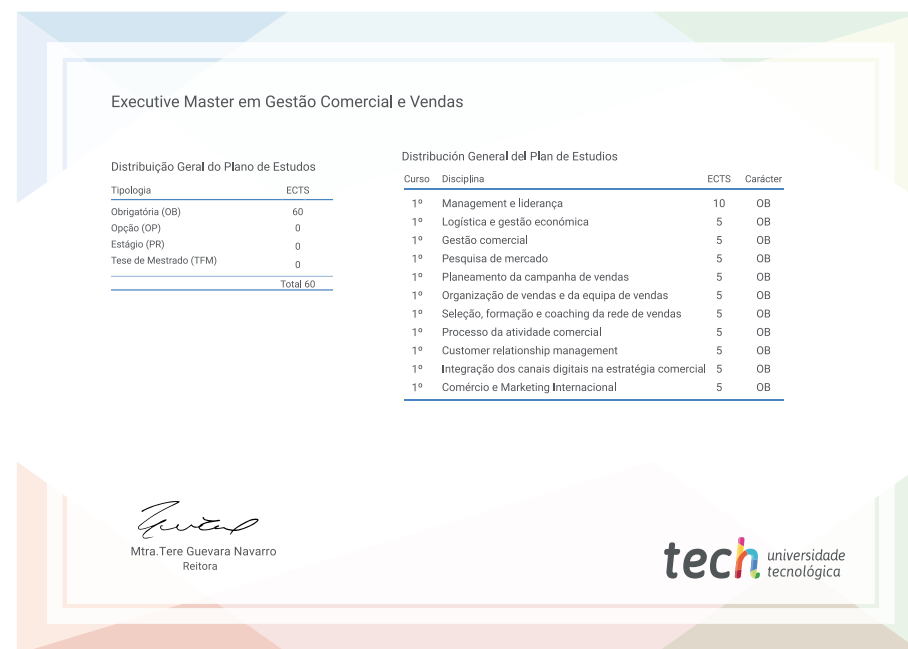 Executive Master em Gestão Comercial e Vendas
Distribuição Geral do Plano de Estudos
Tipologia ECTS
Obrigatória (OB) 60
Opção (OP) 0
Estágio (PR) 0
Tese de Mestrado (TFM) 0
Total 60
Distribución General del Plan de Estudios
Curso Disciplina ECTS Carácter
1º Management e liderança 10 OB
1º Logística e gestão económica 5 OB
1º Gestão comercial 5 OB
1º Pesquisa de mercado 5 OB
1º Planeamento da campanha de vendas 5 OB
1º Organização de vendas e da equipa de vendas 5 OB
1º Seleção, formação e coaching da rede de vendas 5 OB
1º Processo da atividade comercial 5 OB
1º Customer relationship management 5 OB
1º Integração dos canais digitais na estratégia comercial 5 OB
1º Comércio e Marketing Internacional 5 OB
Mtra.Tere Guevara Navarro
Reitora
tech universidade
tecnológica